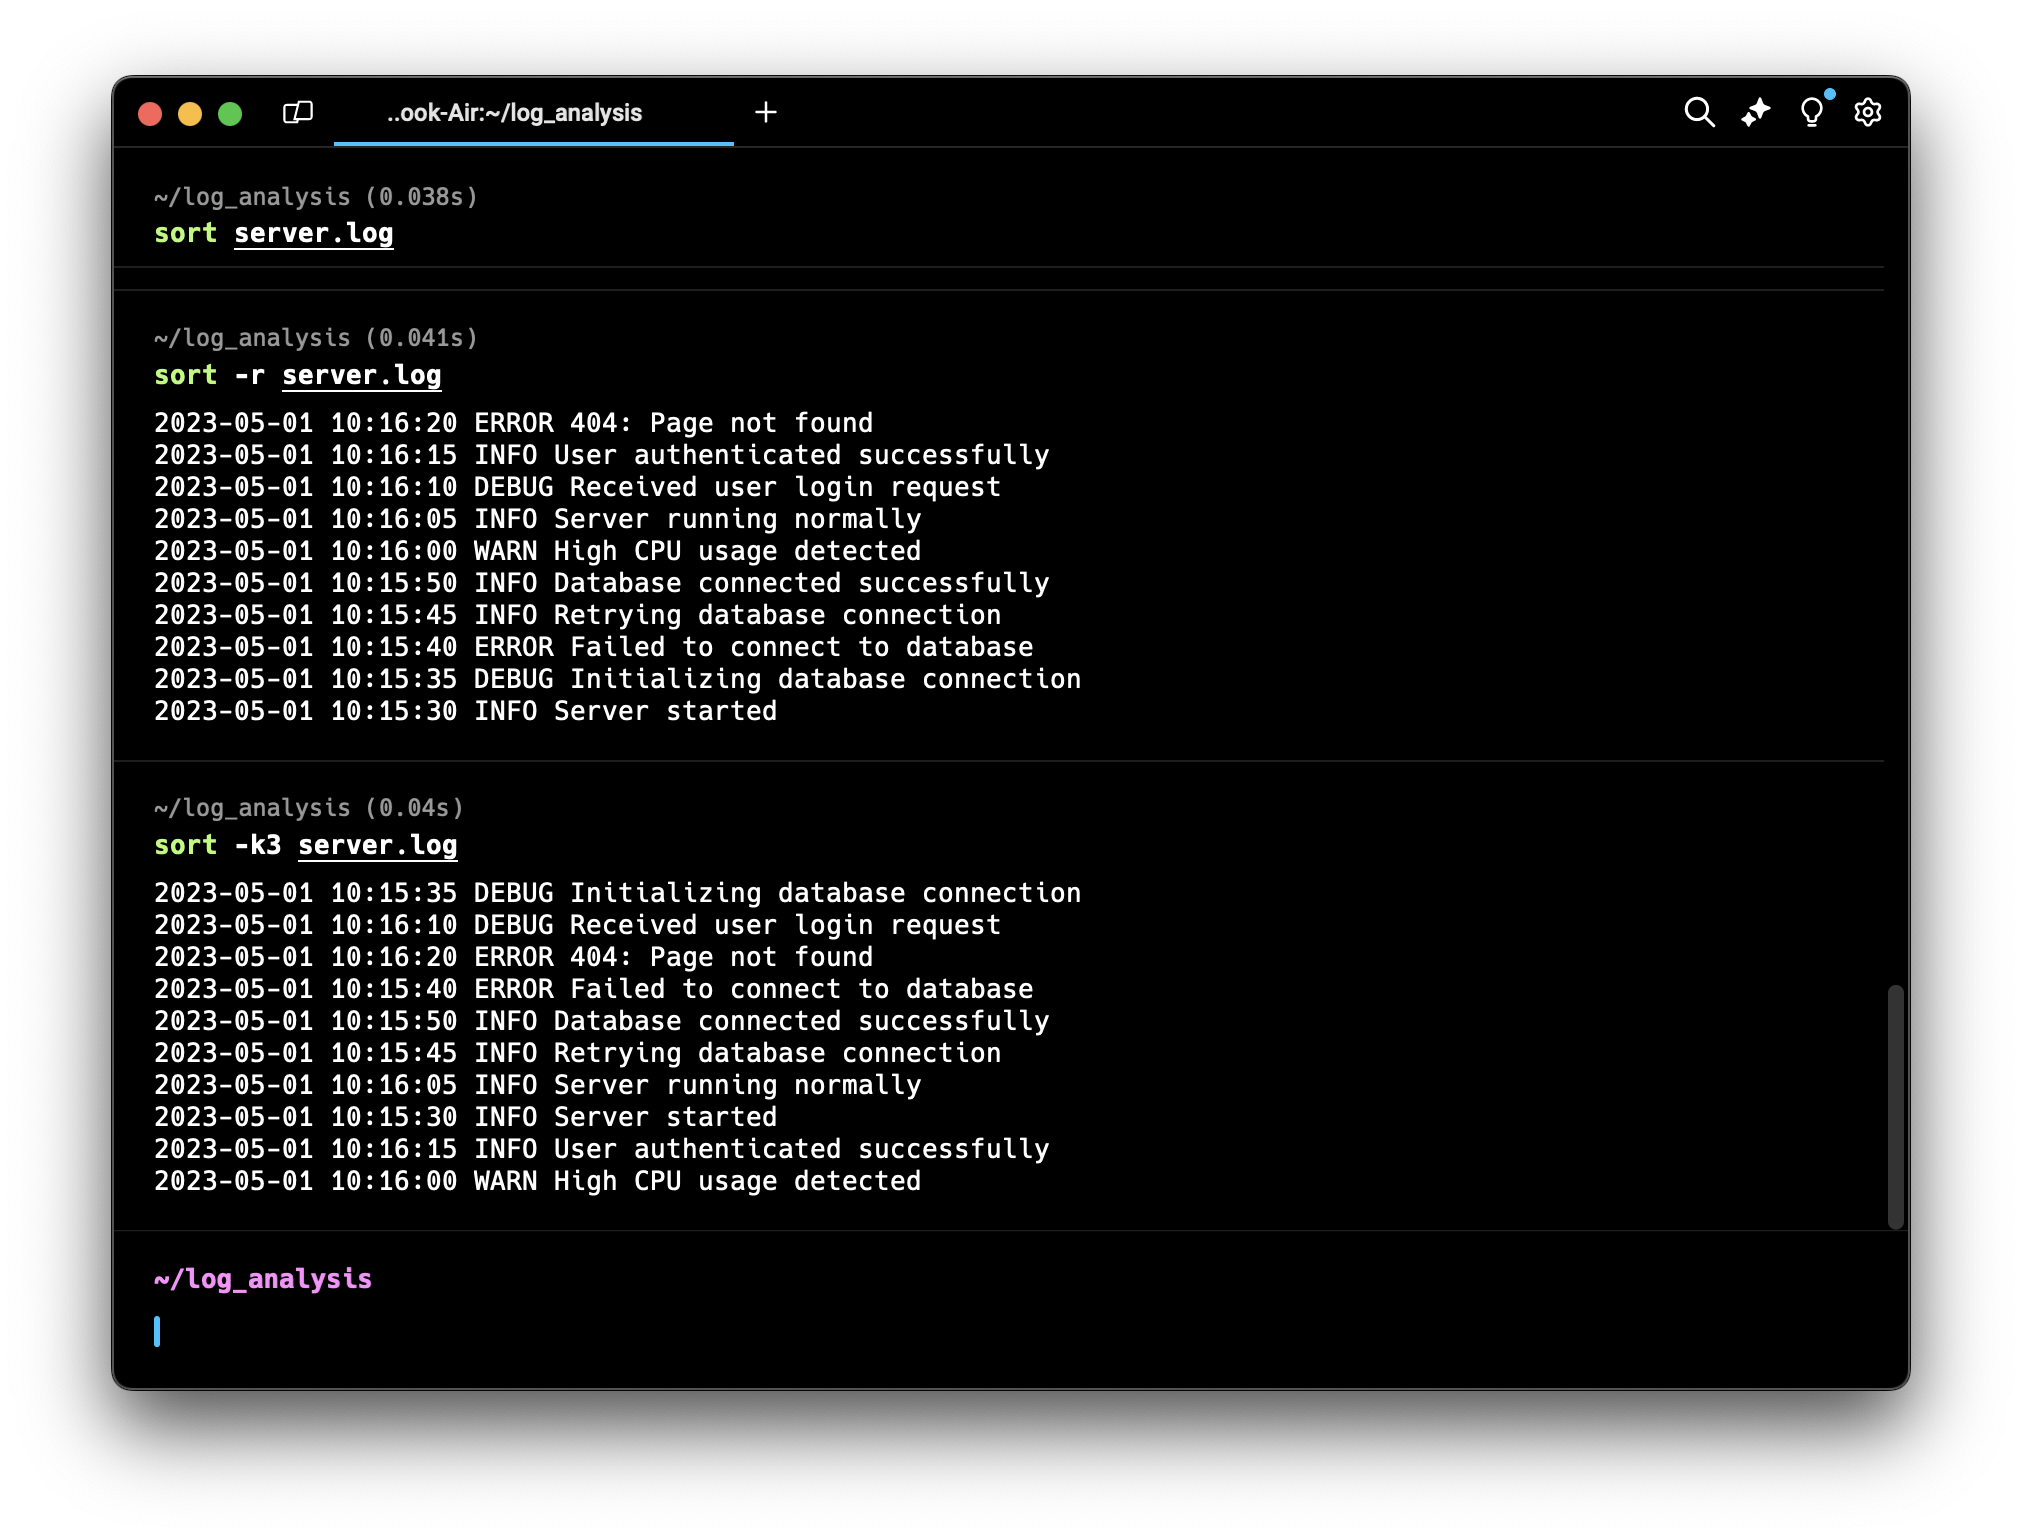 ..ook-Air:~/log_analysis
~/log_analysis (0.038s)
sort server.log
~/log_analysis (0.041s)
sort -r server.log
2023-05-01 10:16:20 ERROR 404: Page not found
2023-05-01 10:16:15 INFO User authenticated successfully
2023-05-01 10:16:10 DEBUG Received user login request
2023-05-01 10:16:05 INFO Server running normally
2023-05-01 10:16:00 WARN High CPU usage detected
2023-05-01 10:15:50 INFO Database connected successfully
2023-05-01 10:15:45 INFO Retrying database connection
2023-05-01 10:15:40 ERROR Failed to connect to database
2023-05-01 10:15:35 DEBUG Initializing database connection
2023-05-01 10:15:30 INFO Server started
~/log_analysis (0.04s)
sort -k3 server.log
2023-05-01 10:15:35 DEBUG Initializing database connection
2023-05-01 10:16:10 DEBUG Received user login request
2023-05-01 10:16:20 ERROR 404: Page not found
2023-05-01 10:15:40 ERROR Failed to connect to database
2023-05-01 10:15:50 INFO Database connected successfully
2023-05-01 10:15:45 INFO Retrying database connection
2023-05-01 10:16:05 INFO Server running normally
2023-05-01 10:15:30 INFO Server started
2023-05-01 10:16:15 INFO User authenticated successfully
2023-05-01 10:16:00 WARN High CPU usage detected
~/log_analysis